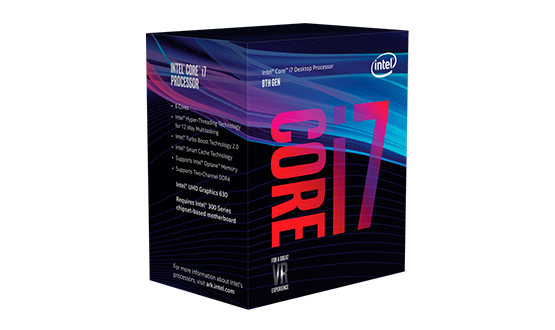 INTEL® CORE™ i7
PROCESSOR
• 6 Cores
• Intel® Hyper-Threading Technology
for 12 Way Multitasking
• Intel® Turbo Boost Technology 2.0
• Intel® Smart Cache Technology
• Supports Intel® Optane™ Memory
• Supports Two-Channel DDR4
Intel® UHD Graphics 630
Requires Intel® 300 Series
chipset-based motherboard
For more information about Intel's
processors, visit ark.intel.com
Intel® Core™ i7 Desktop Processor
8TH GEN
intel
CORE i7
FOR A GREAT
VR
EXPERIENCE